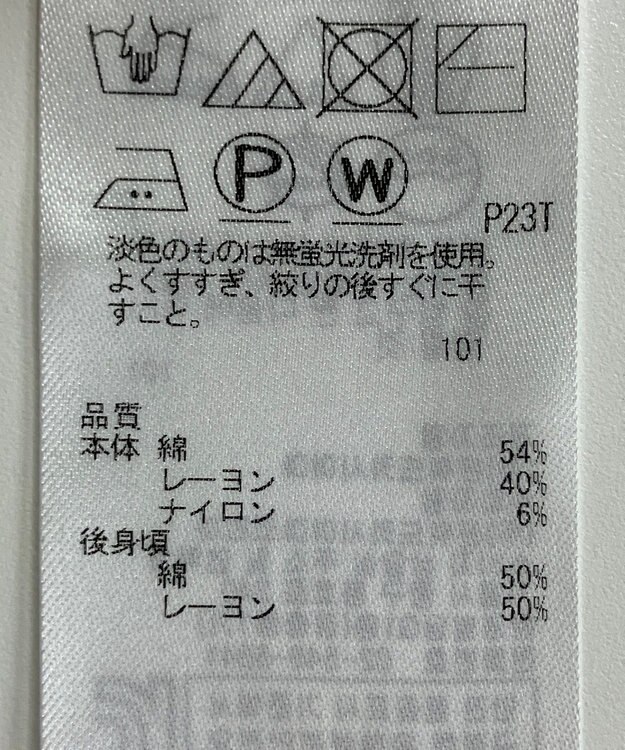 P W P23T
淡色のものは無蛍光洗剤を使用。
よくすすぎ、絞りの後すぐに干
すこと。
101
品質
本体 綿 54%
レーヨン 40%
ナイロン 6%
後身頃
綿 50%
レーヨン 50%